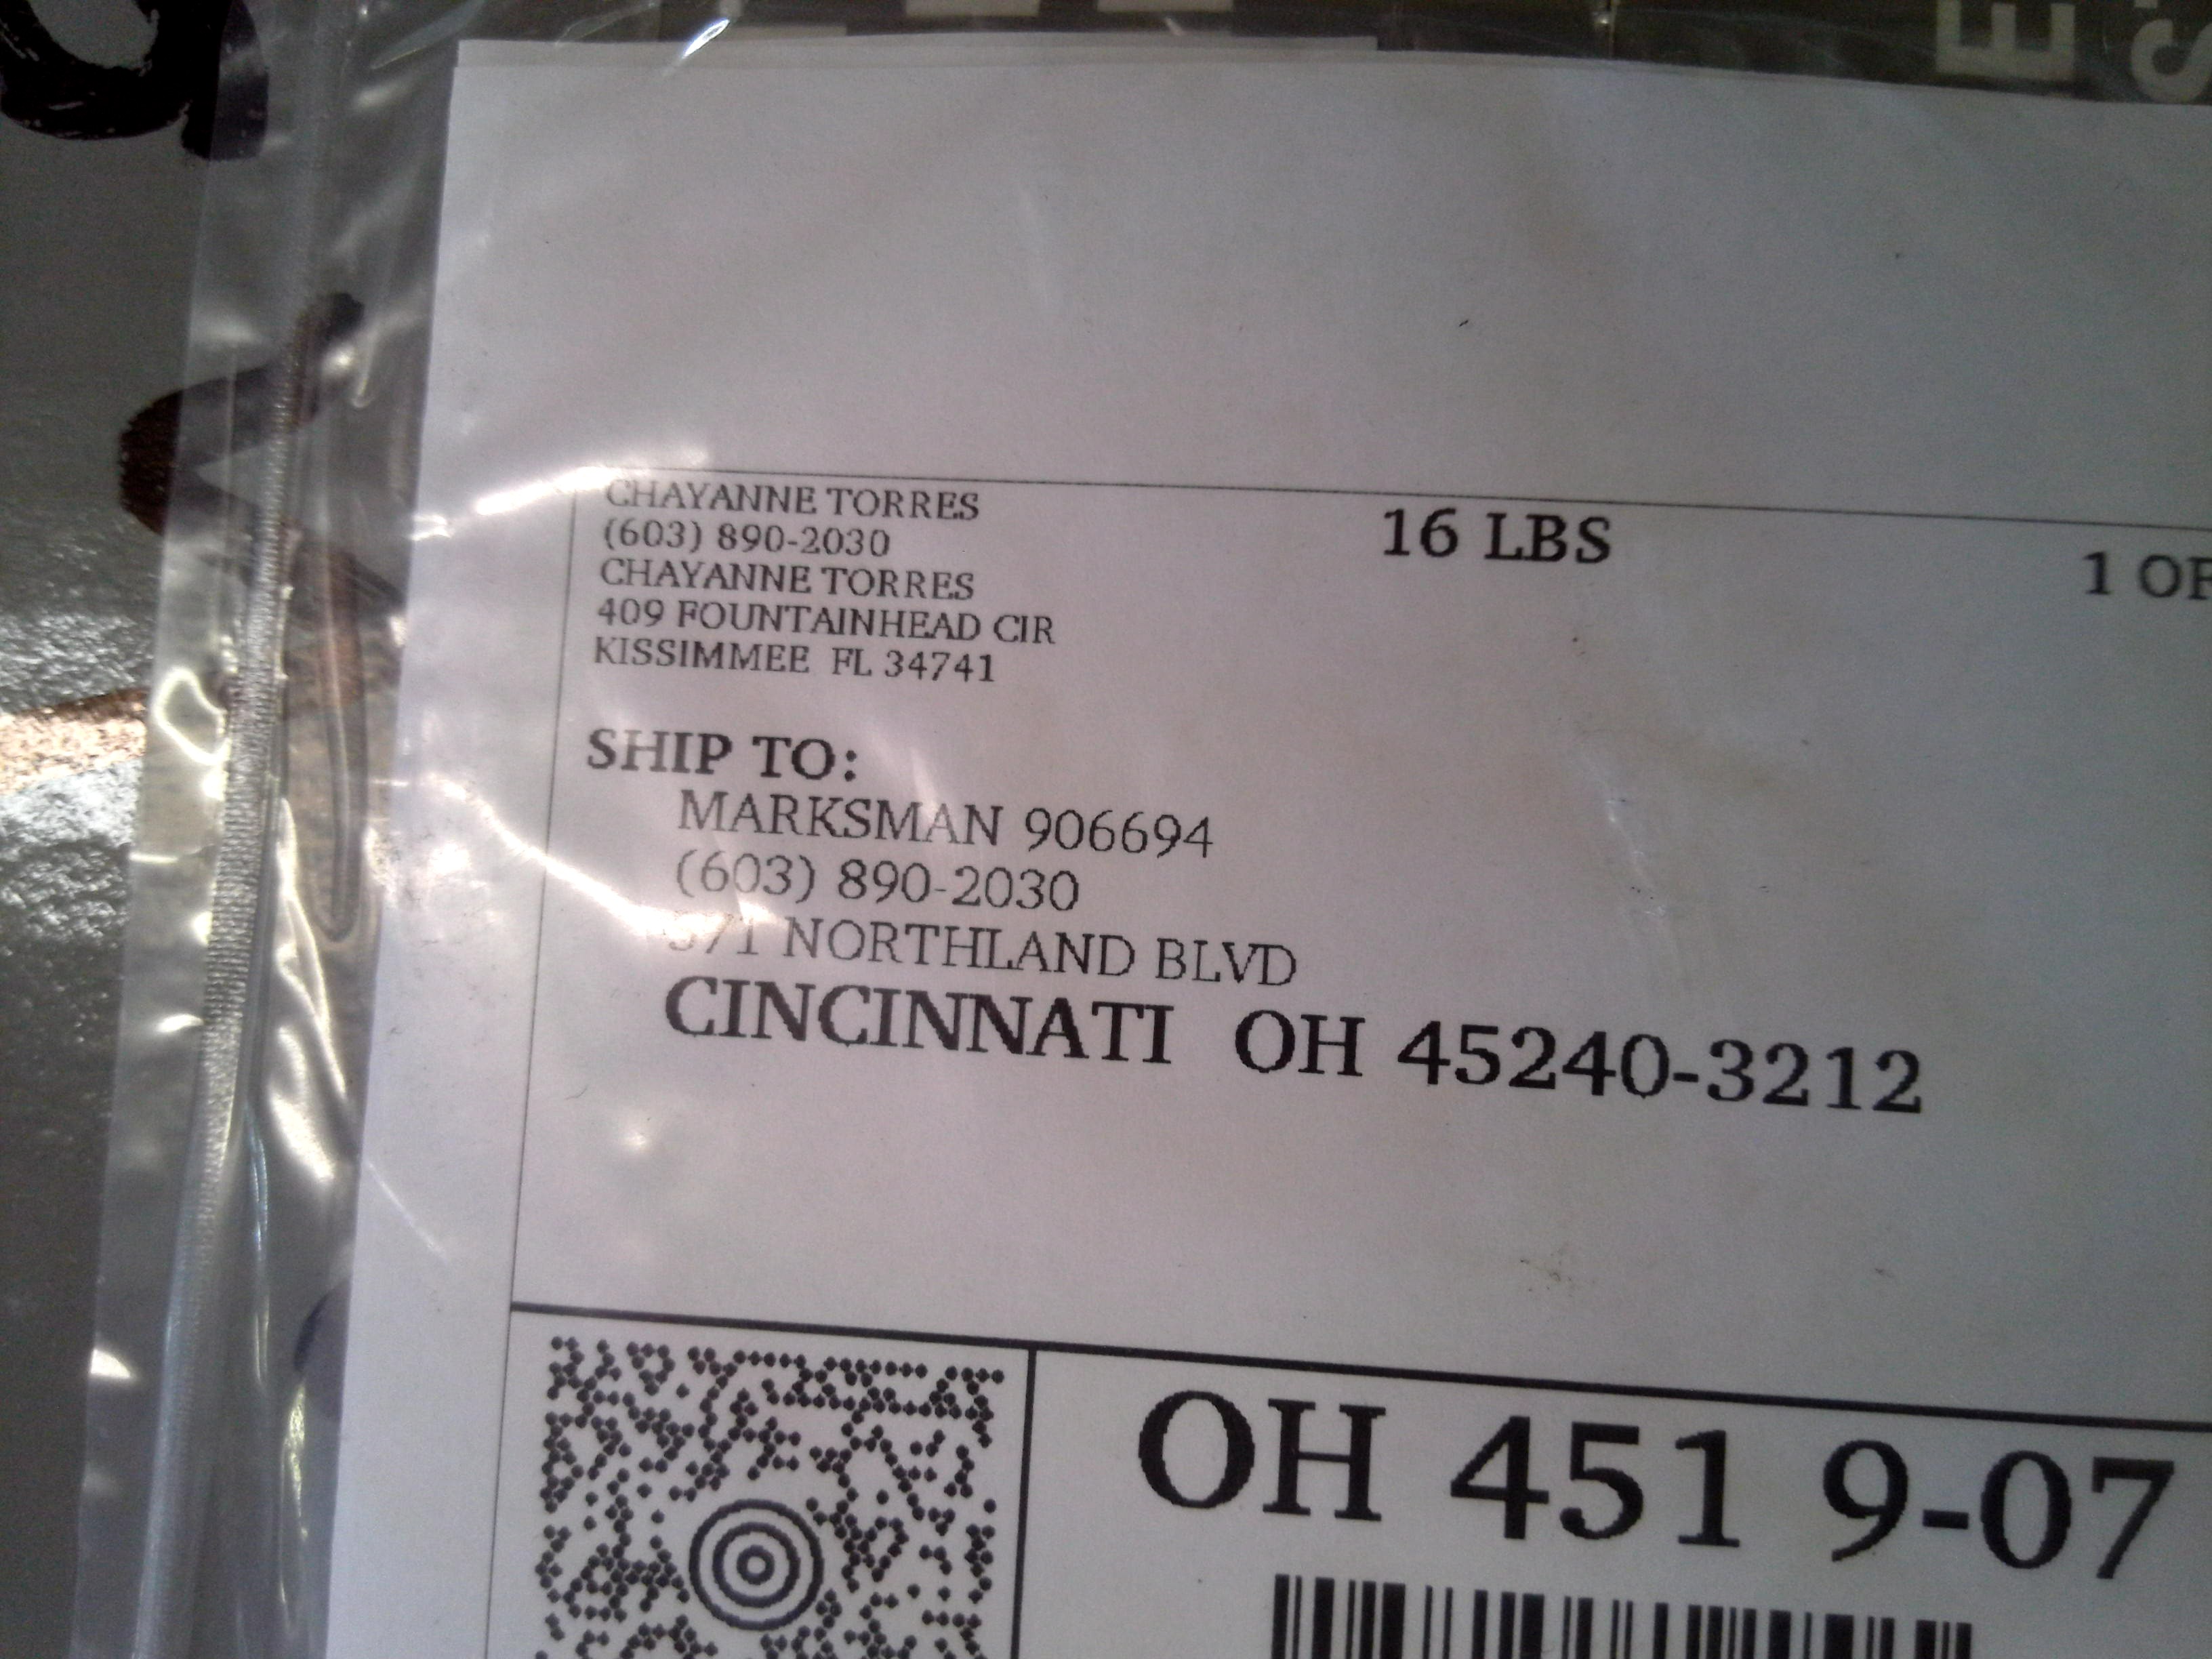 CHAYANNE TORRES
(603) 890-2030
CHAYANNE TORRES
409 FOUNTAINHEAD CIR
KISSIMMEE FL 34741
16 LBS
1 OF
SHIP TO:
MARKSMAN 906694
(603) 890-2030
NORTHLAND BLVD
CINCINNATI OH 45240-3212
OH 451 9-07